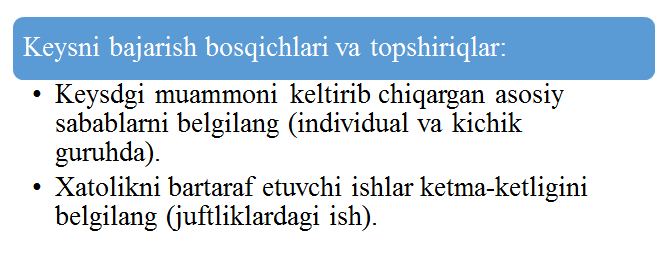 Keysni bajarish bosqichlari va topshiriqlar:
• Keysdgi muammoni keltirib chiqargan asosiy
sabablarni belgilang (individual va kichik
guruhda).
• Xatolikni bartaraf etuvchi ishlar ketma-ketligini
belgilang (juftliklardagi ish).